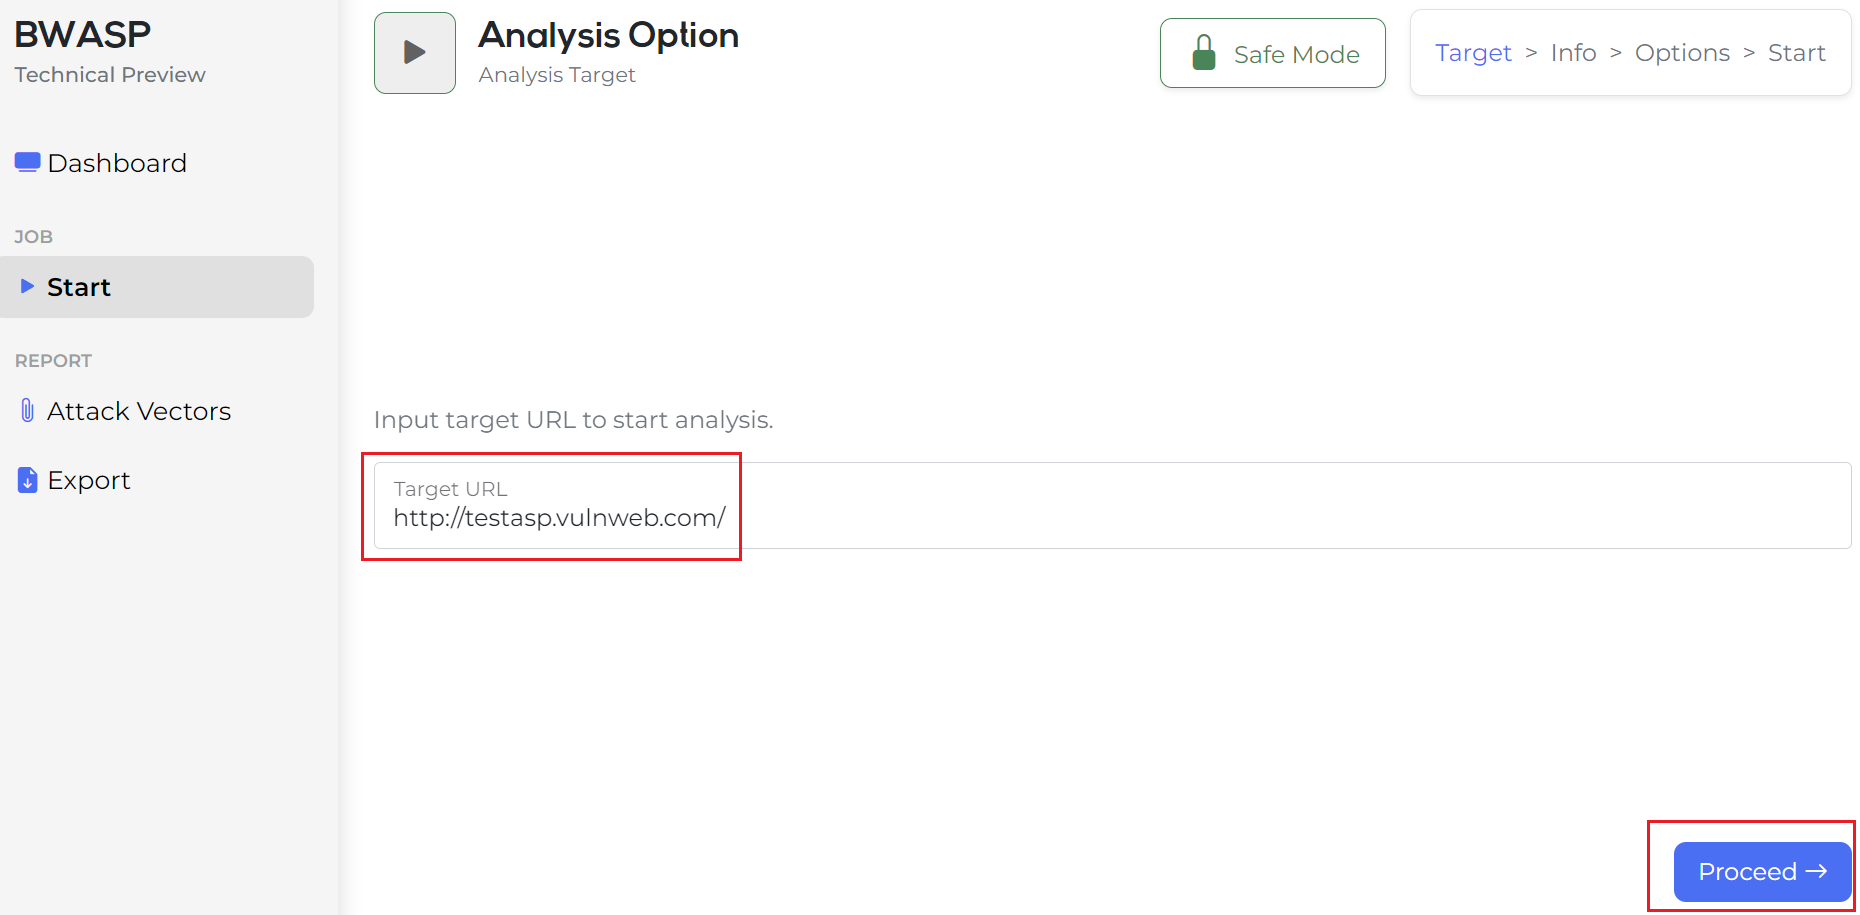 BWASP
Technical Preview
Dashboard
JOB
Start
REPORT
Attack Vectors
Export
Analysis Option
Analysis Target
Safe Mode
Target > Info > Options > Start
Input target URL to start analysis.
Target URL
http://testasp.vulnweb.com/
Proceed →